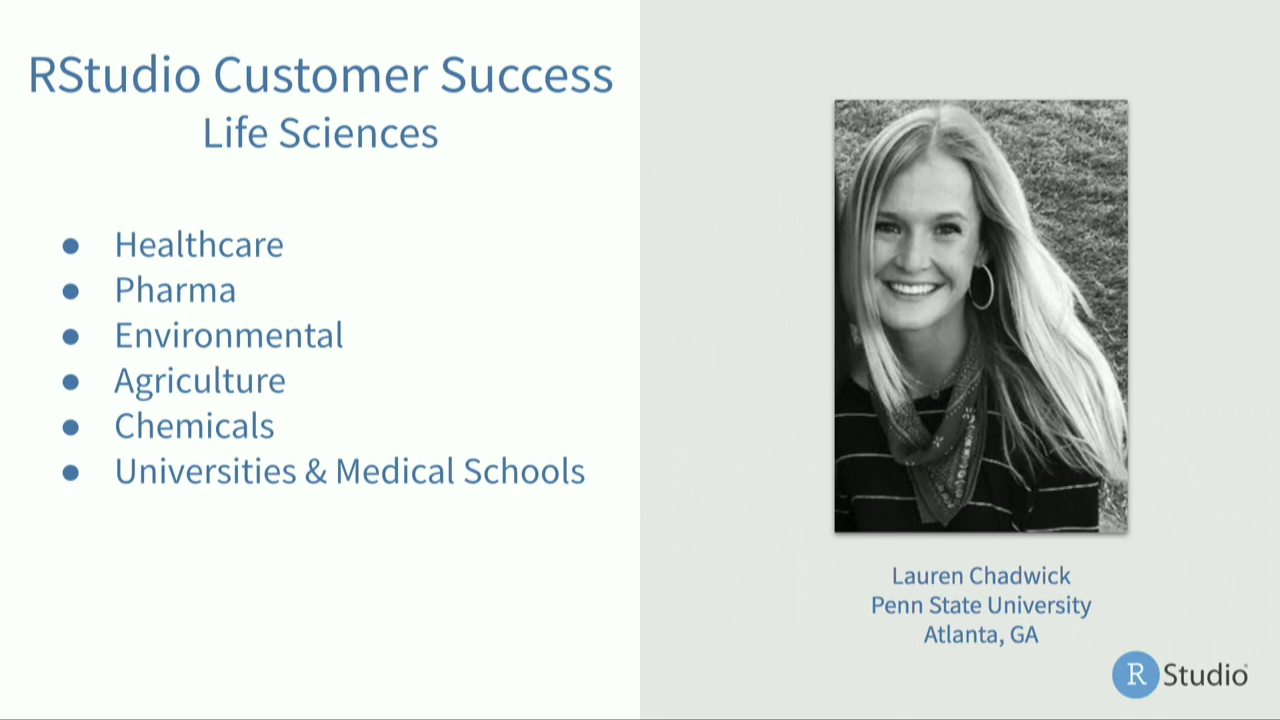 RStudio Customer Success
Life Sciences
● Healthcare
● Pharma
● Environmental
● Agriculture
● Chemicals
● Universities & Medical Schools
Lauren Chadwick
Penn State University
Atlanta, GA
R Studio